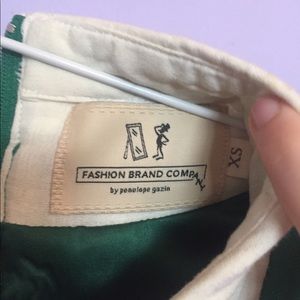 FASHION BRAND COMPANY
by penelope gazin
XS